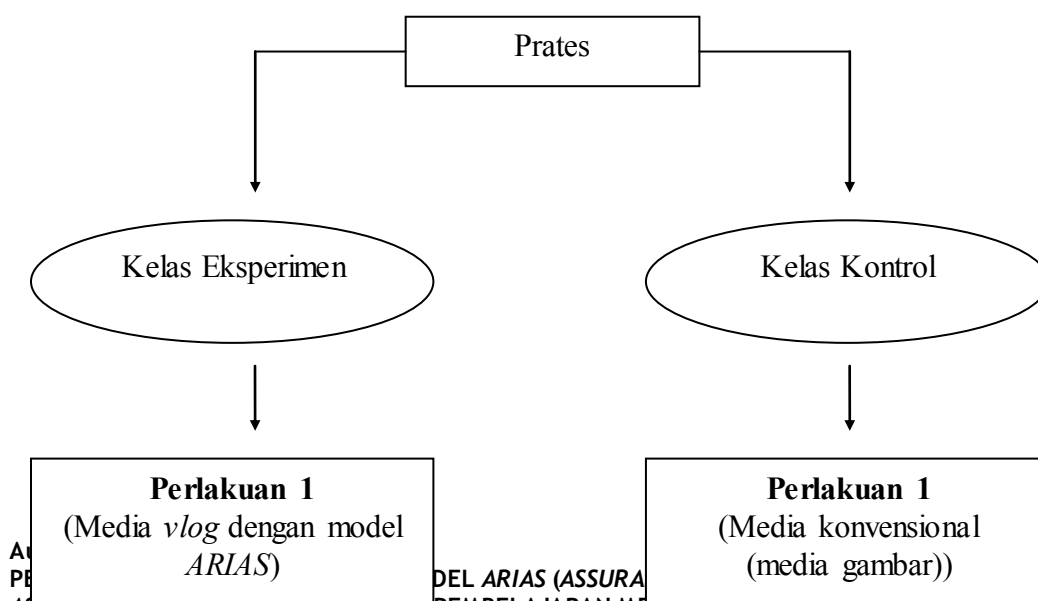 Prates
Kelas Eksperimen
Kelas Kontrol
Perlakuan 1
(Media vlog dengan model
ARIAS)
Perlakuan 1
(Media konvensional
(media gambar))
DEL ARIAS (ASSURA